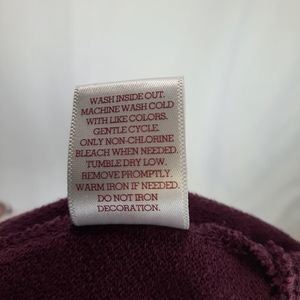 WASH INSIDE OUT.
MACHINE WASH COLD
WITH LIKE COLORS.
GENTLE CYCLE.
ONLY NON-CHLORINE
BLEACH WHEN NEEDED.
TUMBLE DRY LOW.
REMOVE PROMPTLY.
WARM IRON IF NEEDED.
DO NOT IRON
DECORATION.